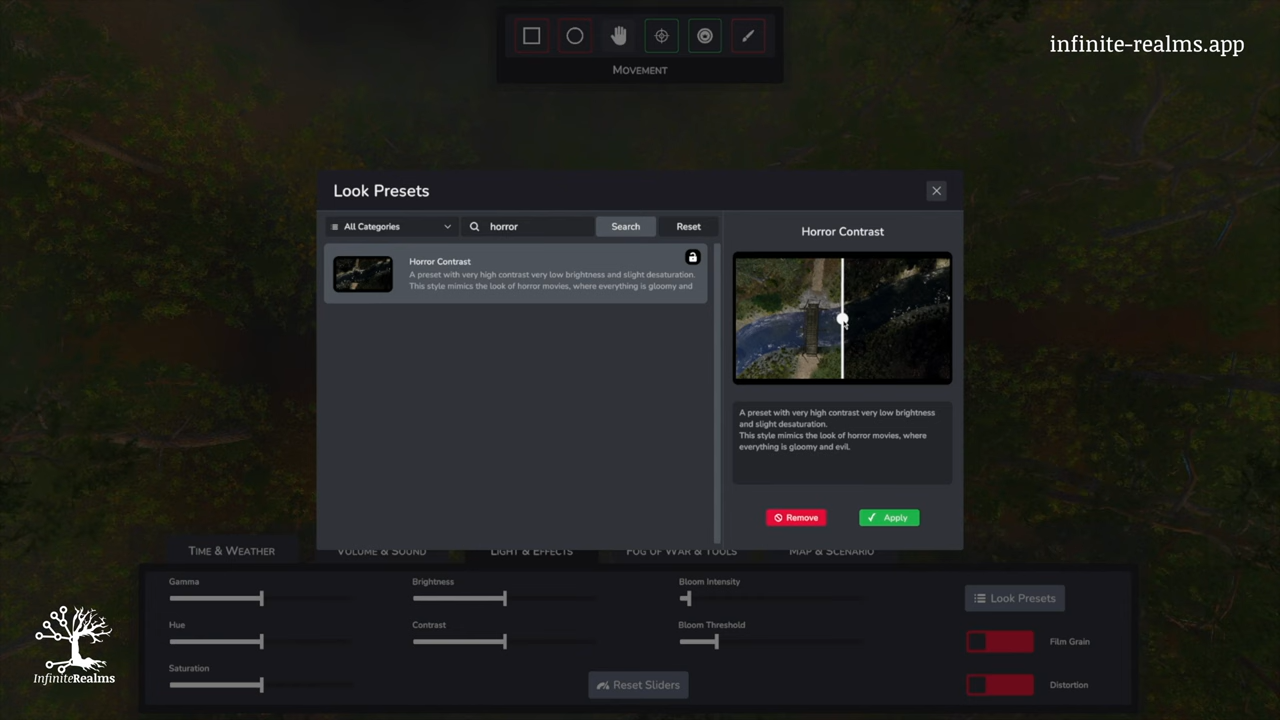 MOVEMENT
infinite-realms.app
Look Presets
All Categories
horror
Search
Reset
Horror Contrast
A preset with very high contrast very low brightness and slight desaturation.
This style mimics the look of horror movies, where everything is gloomy and
Horror Contrast
A preset with very high contrast very low brightness
and slight desaturation.
This style mimics the look of horror movies, where
everything is gloomy and evil.
Remove
Apply
TIME & WEATHER
VOLUME & SOUND
LIGHT & EFFECTS
FOG OF WAR & TOOLS
MAP & SCENARIO
Gamma
Brightness
Bloom Intensity
Look Presets
Hue
Contrast
Bloom Threshold
Film Grain
Saturation
Reset Sliders
Distortion
InfiniteRealms